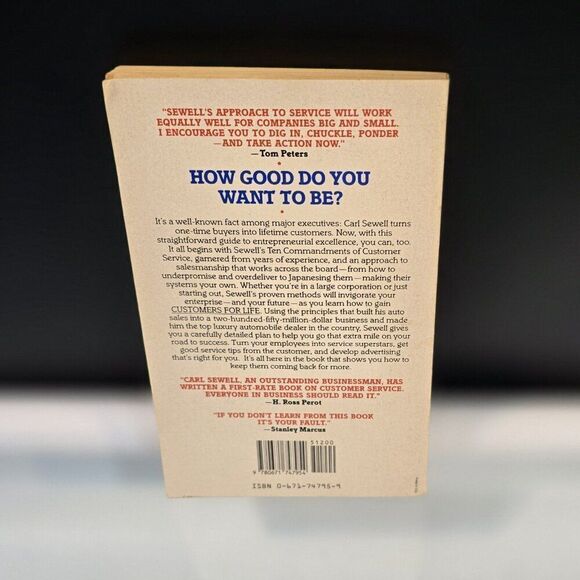 "SEWELL'S APPROACH TO SERVICE WILL WORK
EQUALLY WELL FOR COMPANIES BIG AND SMALL.
I ENCOURAGE YOU TO DIG IN, CHUCKLE, PONDER
—AND TAKE ACTION NOW."
—Tom Peters
HOW GOOD DO YOU
WANT TO BE?
It's a well-known fact among major executives: Carl Sewell turns
one-time buyers into lifetime customers. Now, with this
straightforward guide to entrepreneurial excellence, you can, too.
It all begins with Sewell's Ten Commandments of Customer
Service, garnered from years of experience, and an approach to
salesmanship that works across the board—from how to
underpromise and overdeliver to Japanesing them—making their
systems your own. Whether you're in a large corporation or just
starting out, Sewell's proven methods will invigorate your
enterprise—and your future—as you learn how to gain
CUSTOMERS FOR LIFE. Using the principles that built his auto
sales into a two-hundred-fifty-million-dollar business and made
him the top luxury automobile dealer in the country, Sewell gives
you a carefully detailed plan to help you go that extra mile on your
road to success. Turn your employees into service superstars, get
good service tips from the customer, and develop advertising
that's right for you. It's all here in the book that shows you how to
keep them coming back for more.
"CARL SEWELL, AN OUTSTANDING BUSINESSMAN, HAS
WRITTEN A FIRST-RATE BOOK ON CUSTOMER SERVICE.
EVERYONE IN BUSINESS SHOULD READ IT."
—H. Ross Perot
"IF YOU DON'T LEARN FROM THIS BOOK
IT'S YOUR FAULT."
—Stanley Marcus
51200
9 780671 747954
ISBN 0-671-74795-9